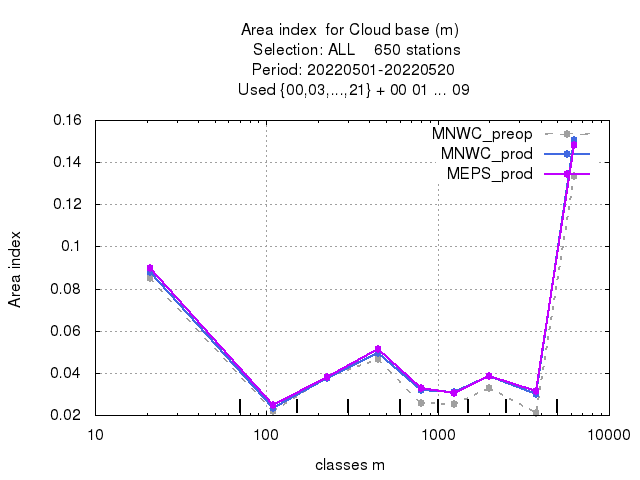 Area index  for Cloud base (m)
Selection: ALL    650 stations
Period: 20220501-20220520
Used {00,03,...,21} + 00 01 ... 09
MNWC_preop
MNWC_prod
MEPS_prod
0.16
0.14
0.12
0.1
0.08
0.06
0.04
0.02
Area index
10
100
1000
10000
classes m